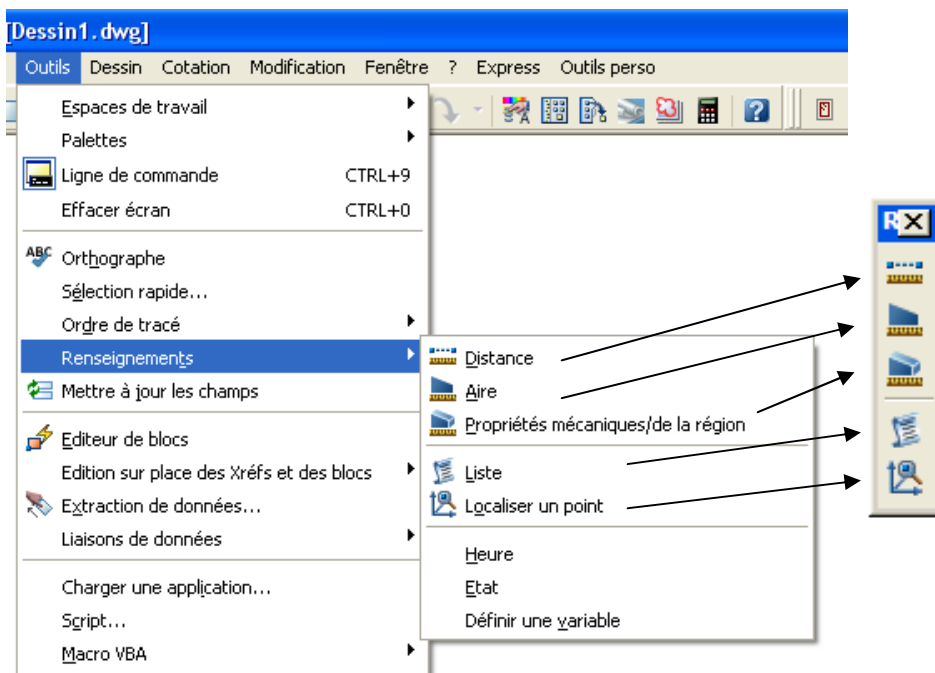 [Dessin1.dwg]
Outils Dessin Cotation Modification Fenêtre ? Express Outils perso
Espaces de travail
Palettes
Ligne de commande CTRL+9
Effacer écran CTRL+0
ABC Orthographe
Sélection rapide...
Ordre de tracé
Renseignements
Mettre à jour les champs
Editeur de blocs
Edition sur place des Xréfs et des blocs
Extraction de données...
Liaisons de données
Charger une application...
Script...
Macro VBA
Distance
Aire
Propriétés mécaniques/de la région
Liste
Localiser un point
Heure
Etat
Définir une variable
R